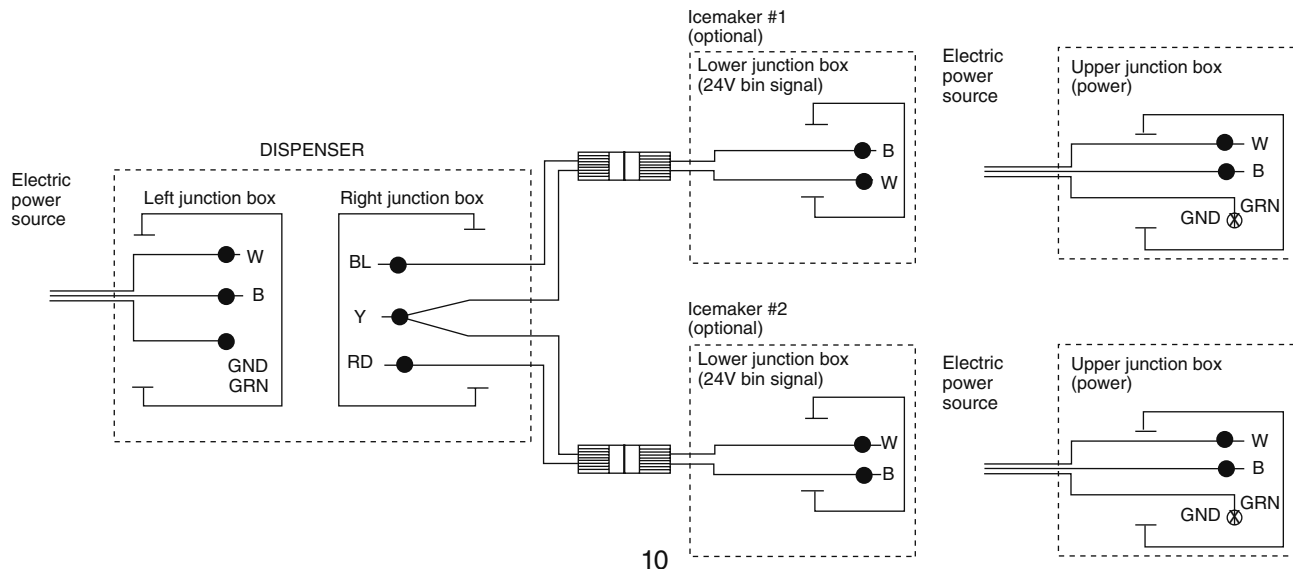 Icemaker #1
(optional)
Lower junction box
(24V bin signal)
B
W
Electric
power
source
Upper junction box
(power)
W
B
GRN
GND
DISPENSER
Electric
power
source
Left junction box
W
B
GND
GRN
Right junction box
BL
Y
RD
Icemaker #2
(optional)
Lower junction box
(24V bin signal)
W
B
Electric
power
source
Upper junction box
(power)
W
B
GRN
GND
10